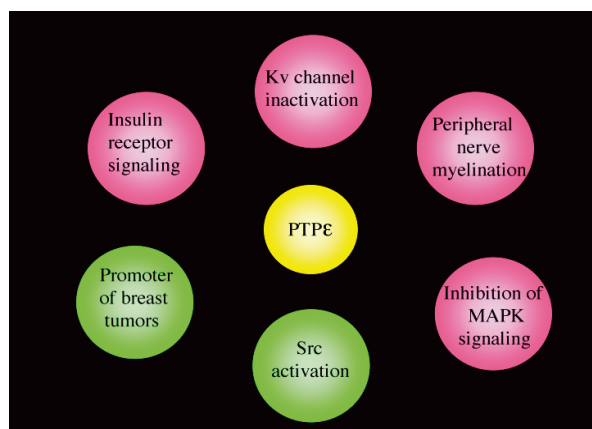 Kv channel
inactivation
Insulin
receptor
signaling
Peripheral
nerve
myelination
PTPε
Promoter
of breast
tumors
Inhibition of
MAPK
signaling
Src
activation